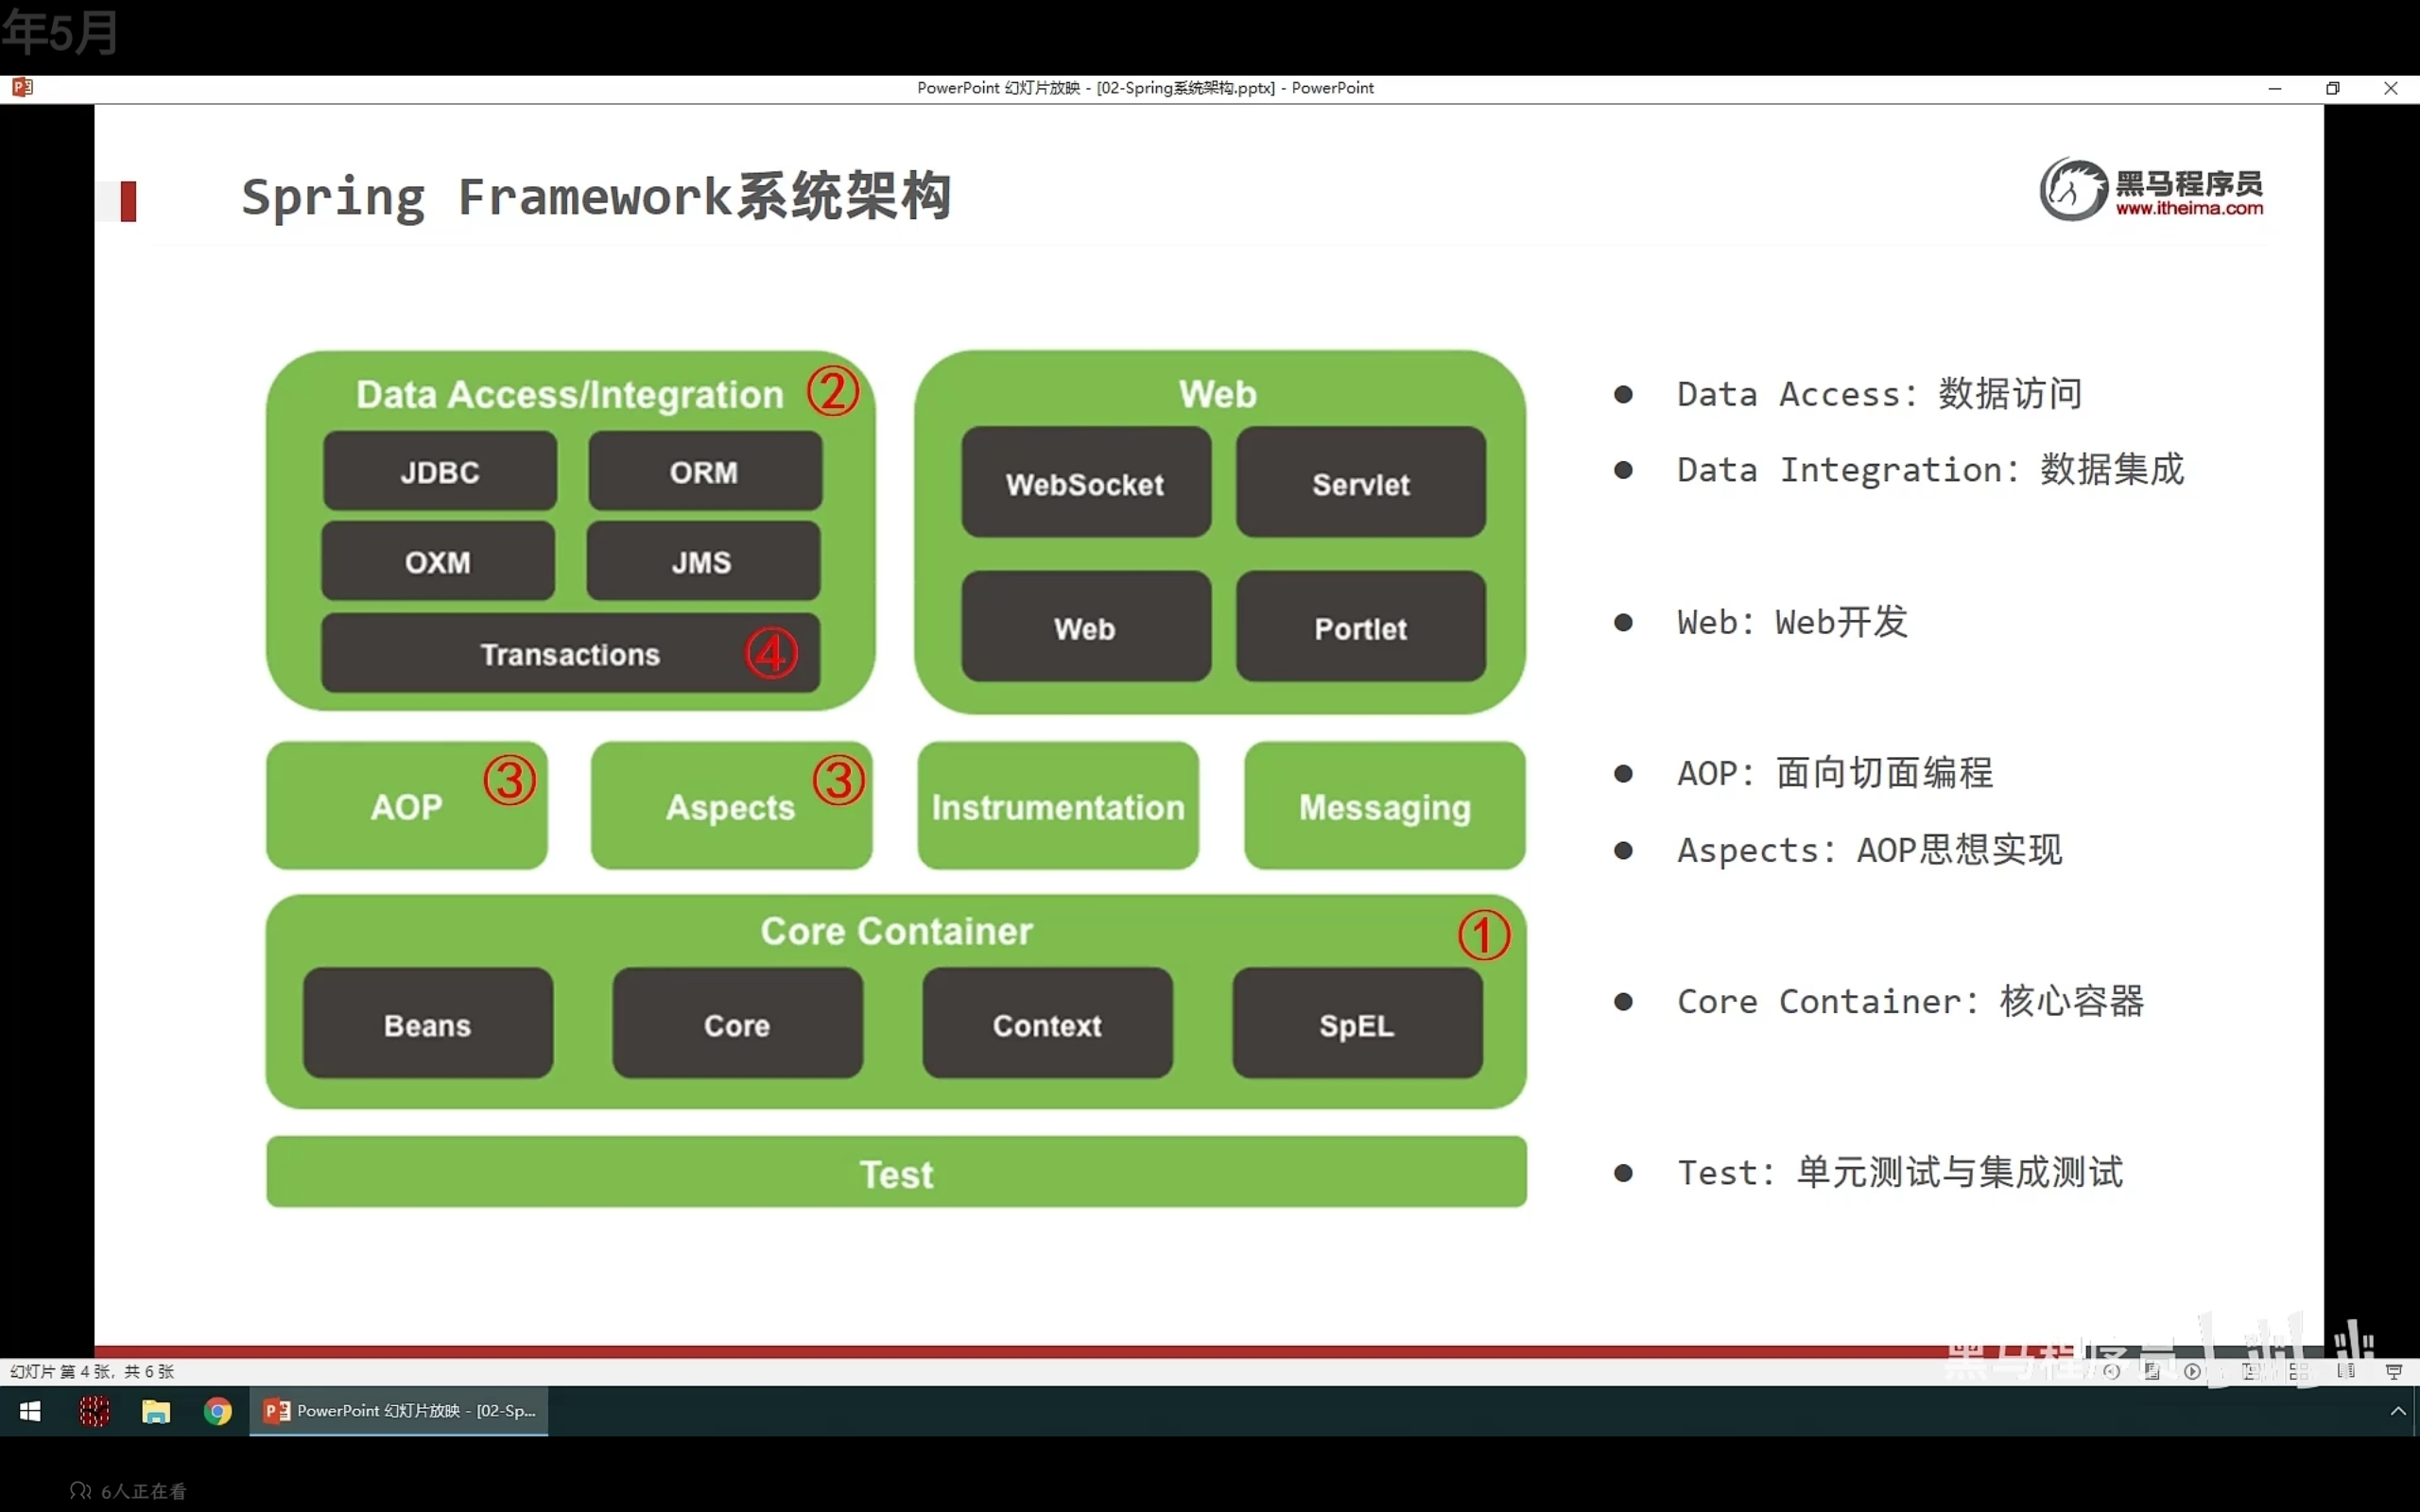 年5月
PowerPoint 幻灯片放映 - [02-Spring系统架构.pptx] - PowerPoint
Spring Framework系统架构
黑马程序员
www.itheima.com
Data Access/Integration ②
JDBC ORM
OXM JMS
Transactions ④
Web
WebSocket Servlet
Web Portlet
AOP ③ Aspects ③ Instrumentation Messaging
Core Container ①
Beans Core Context SpEL
Test
● Data Access：数据访问
● Data Integration：数据集成
● Web：Web开发
● AOP：面向切面编程
● Aspects：AOP思想实现
● Core Container：核心容器
● Test：单元测试与集成测试
黑马程序员
幻灯片 第 4 张，共 6 张
PowerPoint 幻灯片放映 - [02-Sp...
6人正在看